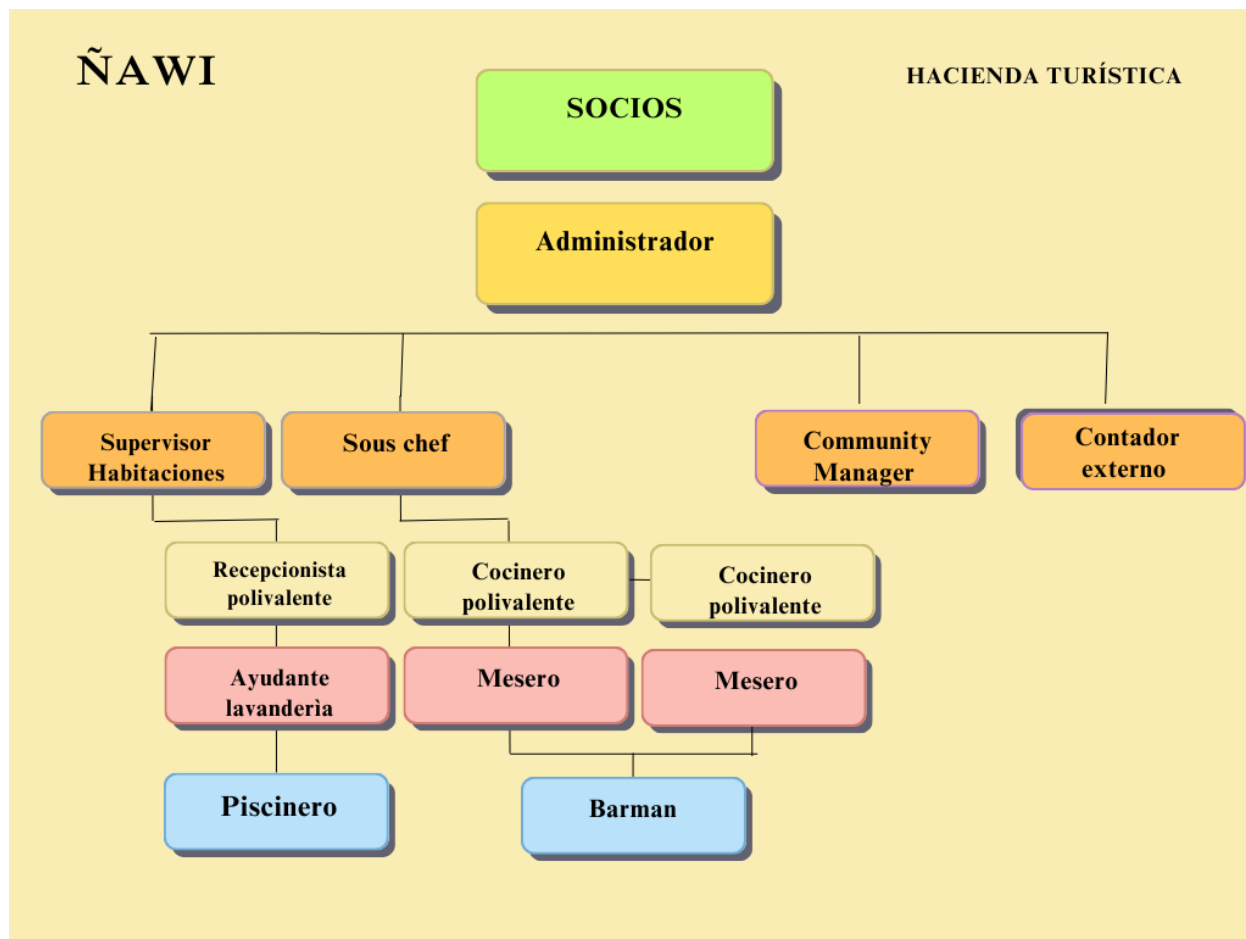 ÑAWI
HACIENDA TURÍSTICA
SOCIOS
Administrador
Supervisor
Habitaciones
Sous chef
Community
Manager
Contador
externo
Recepcionista
polivalente
Cocinero
polivalente
Cocinero
polivalente
Ayudante
lavanderìa
Mesero
Mesero
Piscinero
Barman